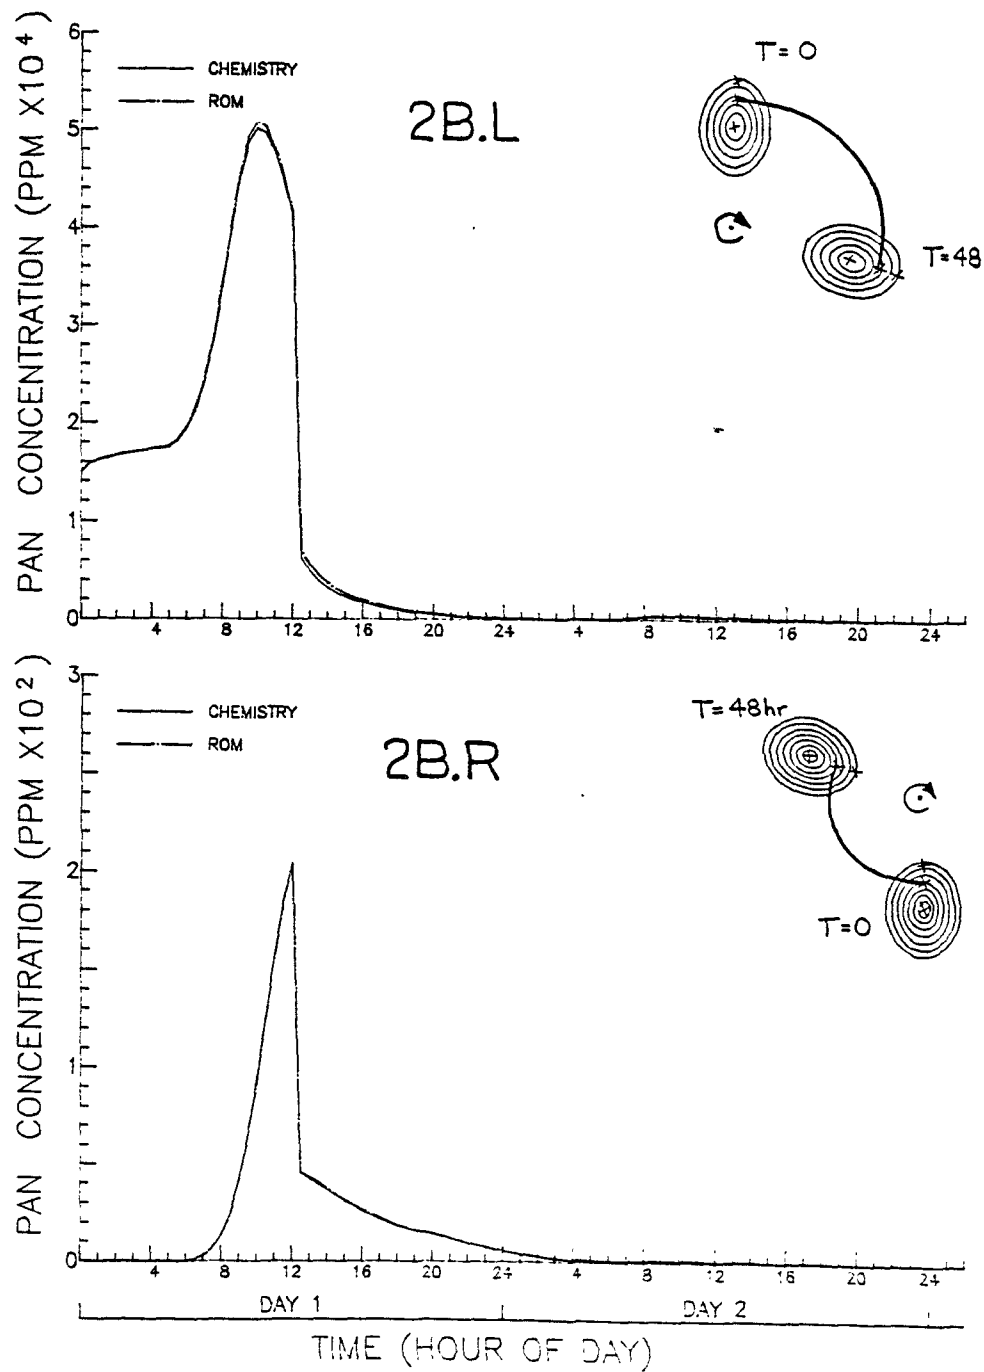 PAN CONCENTRATION (PPM X10⁴)
6
5
4
3
2
1
0
CHEMISTRY
ROM
2B.L
T=0
T=48
4 8 12 16 20 24 4 8 12 16 20 24
PAN CONCENTRATION (PPM X10²)
3
2
1
0
CHEMISTRY
ROM
2B.R
T=48hr
T=0
4 8 12 16 20 24 4 8 12 16 20 24
DAY 1 DAY 2
TIME (HOUR OF DAY)